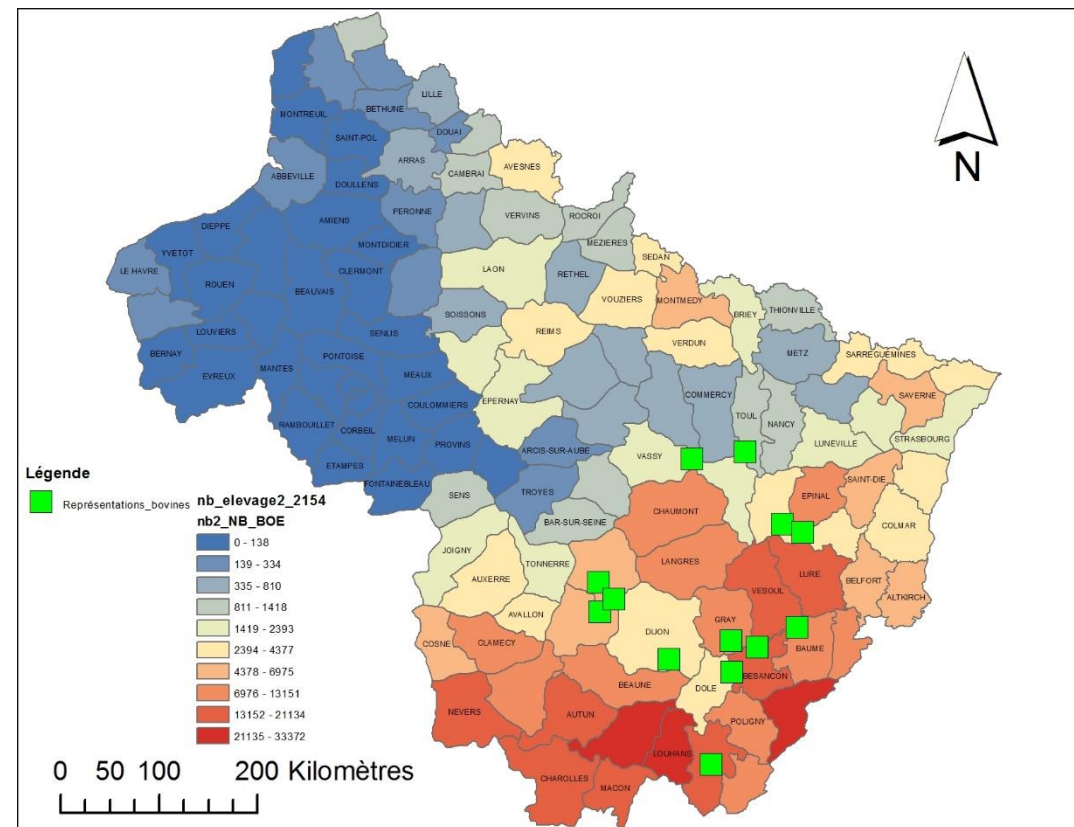 LILLE
BETHUNE
MONTREUIL
SAINT-POL
DOUAI
ARRAS
CAMBRAI
AVESNES
ABBEVILLE
DOULLENS
AMIENS
PERONNE
VERVINS
ROCROI
MEZIERES
DIEPPE
YVETOT
MONTDIDIER
LE HAVRE
ROUEN
CLERMONT
BEAUVAIS
LAON
RETHEL
SEDAN
VOUZIERS
MONTMEDY
BRIEY
THIONVILLE
SOISSONS
SENLIS
REIMS
VERDUN
METZ
SARREGUEMINES
LOUVIERS
BERNAY
EVREUX
MANTES
PONTOISE
MEAUX
COULOMMIERS
EPERNAY
COMMERCY
TOUL
NANCY
SAVERNE
STRASBOURG
LUNEVILLE
RAMBOUILLET
CORBEIL
MELUN
PROVINS
ETAMPES
FONTAINEBLEAU
ARCIS-SUR-AUBE
TROYES
VASSY
SENS
BAR-SUR-SEINE
CHAUMONT
EPINAL
SAINT-DIE
COLMAR
JOIGNY
TONNERRE
AUXERRE
AVALLON
LANGRES
VESOUL
LURE
BELFORT
ALTKIRCH
COSNE
CLAMECY
DIJON
GRAY
BAUME
BESANCON
BEAUNE
DOLE
NEVERS
AUTUN
POLIGNY
LOUHANS
CHAROLLES
MACON
N
Légende
Représentations_bovines
nb_elevage2_2154
nb2_NB_BOE
0 - 138
139 - 334
335 - 810
811 - 1418
1419 - 2393
2394 - 4377
4378 - 6975
6976 - 13151
13152 - 21134
21135 - 33372
0 50 100 200 Kilomètres